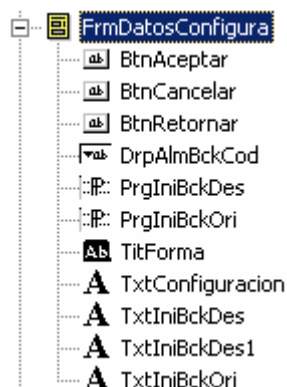 FrmDatosConfigura
BtnAceptar
BtnCancelar
BtnRetornar
DrpAlmBckCod
PrgIniBckDes
PrgIniBckOri
TitForma
TxtConfiguracion
TxtIniBckDes
TxtIniBckDes1
TxtIniBckOri